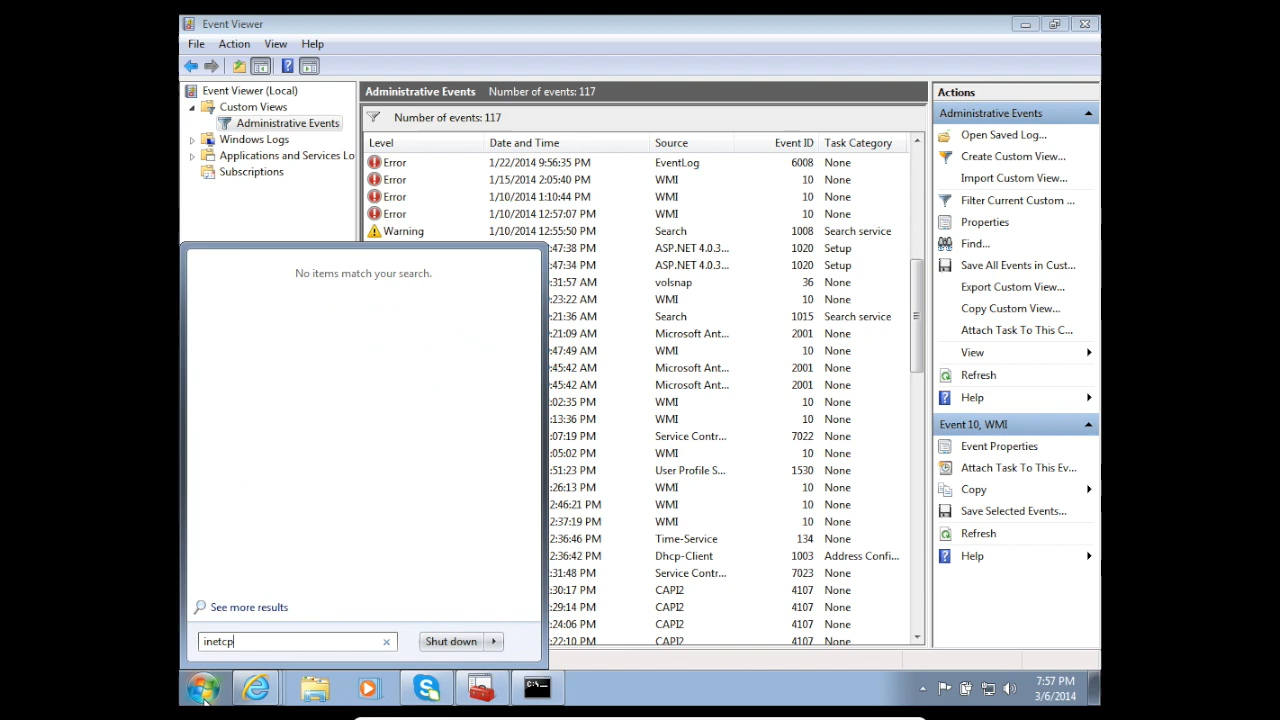 Event Viewer
File Action View Help
Event Viewer (Local)
Custom Views
Administrative Events
Windows Logs
Applications and Services Lo
Subscriptions
Administrative Events Number of events: 117
Number of events: 117
Level Date and Time Source Event ID Task Category
Error 1/22/2014 9:56:35 PM EventLog 6008 None
Error 1/15/2014 2:05:40 PM WMI 10 None
Error 1/10/2014 1:10:44 PM WMI 10 None
Error 1/10/2014 12:57:07 PM WMI 10 None
Warning 1/10/2014 12:55:50 PM Search 1008 Search service
:47:38 PM ASP.NET 4.0.3... 1020 Setup
:47:34 PM ASP.NET 4.0.3... 1020 Setup
:31:57 AM volsnap 36 None
:23:22 AM WMI 10 None
:21:36 AM Search 1015 Search service
:21:09 AM Microsoft Ant... 2001 None
:47:49 AM WMI 10 None
:45:42 AM Microsoft Ant... 2001 None
:45:42 AM Microsoft Ant... 2001 None
:02:35 PM WMI 10 None
:13:36 PM WMI 10 None
:07:19 PM Service Contr... 7022 None
:05:02 PM WMI 10 None
:51:23 PM User Profile S... 1530 None
:26:13 PM WMI 10 None
2:46:21 PM WMI 10 None
2:37:19 PM WMI 10 None
2:36:46 PM Time-Service 134 None
2:36:42 PM Dhcp-Client 1003 Address Confi...
:31:48 PM Service Contr... 7023 None
:30:17 PM CAPI2 4107 None
:29:14 PM CAPI2 4107 None
:24:06 PM CAPI2 4107 None
:22:10 PM CAPI2 4107 None
Actions
Administrative Events
Open Saved Log...
Create Custom View...
Import Custom View...
Filter Current Custom ...
Properties
Find...
Save All Events in Cust...
Export Custom View...
Copy Custom View...
Attach Task To This C...
View
Refresh
Help
Event 10, WMI
Event Properties
Attach Task To This Ev...
Copy
Save Selected Events...
Refresh
Help
No items match your search.
See more results
inetcp
Shut down
C:\
7:57 PM
3/6/2014